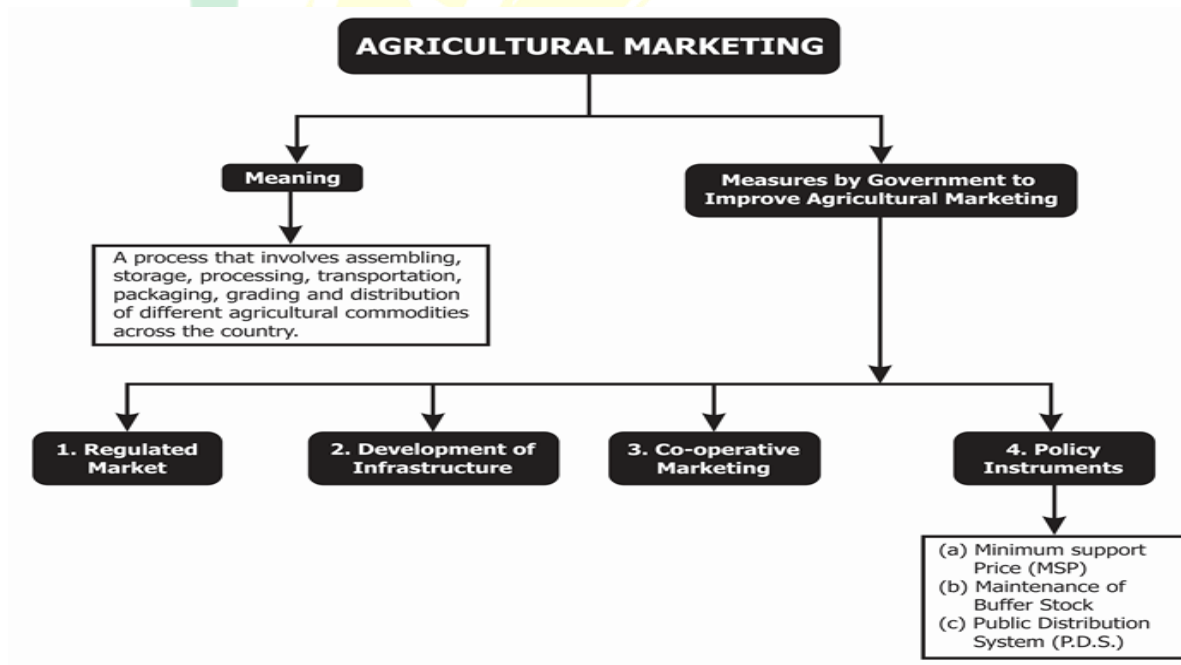 AGRICULTURAL MARKETING
Meaning
Measures by Government to
Improve Agricultural Marketing
A process that involves assembling,
storage, processing, transportation,
packaging, grading and distribution
of different agricultural commodities
across the country.
1. Regulated
Market
2. Development of
Infrastructure
3. Co-operative
Marketing
4. Policy
Instruments
(a) Minimum support
Price (MSP)
(b) Maintenance of
Buffer Stock
(c) Public Distribution
System (P.D.S.)